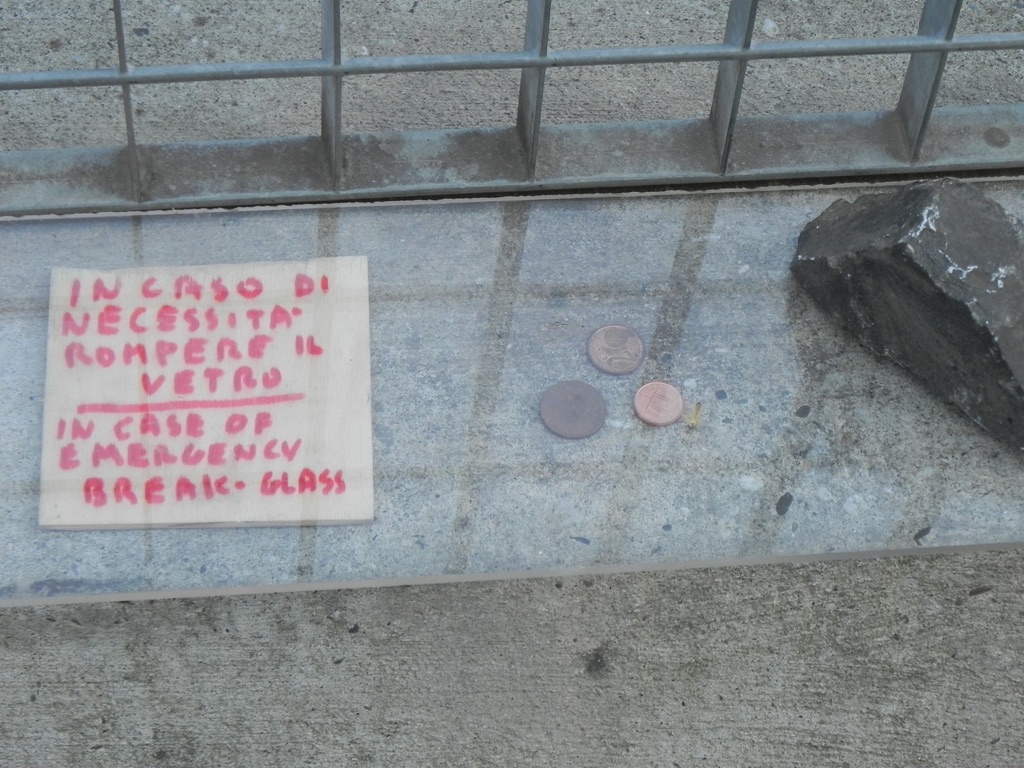 IN CASO DI
NECESSITA'
ROMPERE IL
VETRO
IN CASE OF
EMERGENCY
BREAK. GLASS